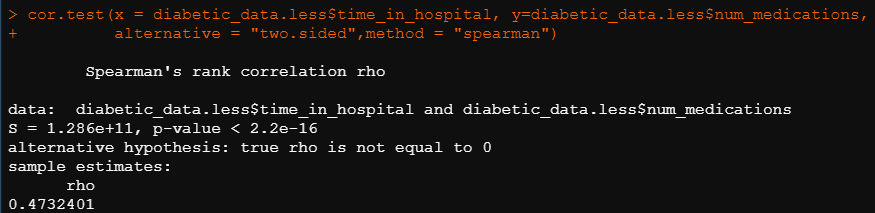 > cor.test(x = diabetic_data.less$time_in_hospital, y=diabetic_data.less$num_medications,
+          alternative = "two.sided",method = "spearman")
        Spearman's rank correlation rho
data:  diabetic_data.less$time_in_hospital and diabetic_data.less$num_medications
S = 1.286e+11, p-value < 2.2e-16
alternative hypothesis: true rho is not equal to 0
sample estimates:
      rho
0.4732401